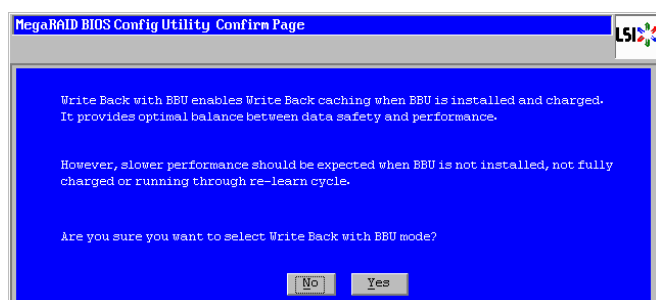 MegaRAID BIOS Config Utility Confirm Page
LSI
Write Back with BBU enables Write Back caching when BBU is installed and charged.
It provides optimal balance between data safety and performance.
However, slower performance should be expected when BBU is not installed, not fully
charged or running through re-learn cycle.
Are you sure you want to select Write Back with BBU mode?
No Yes